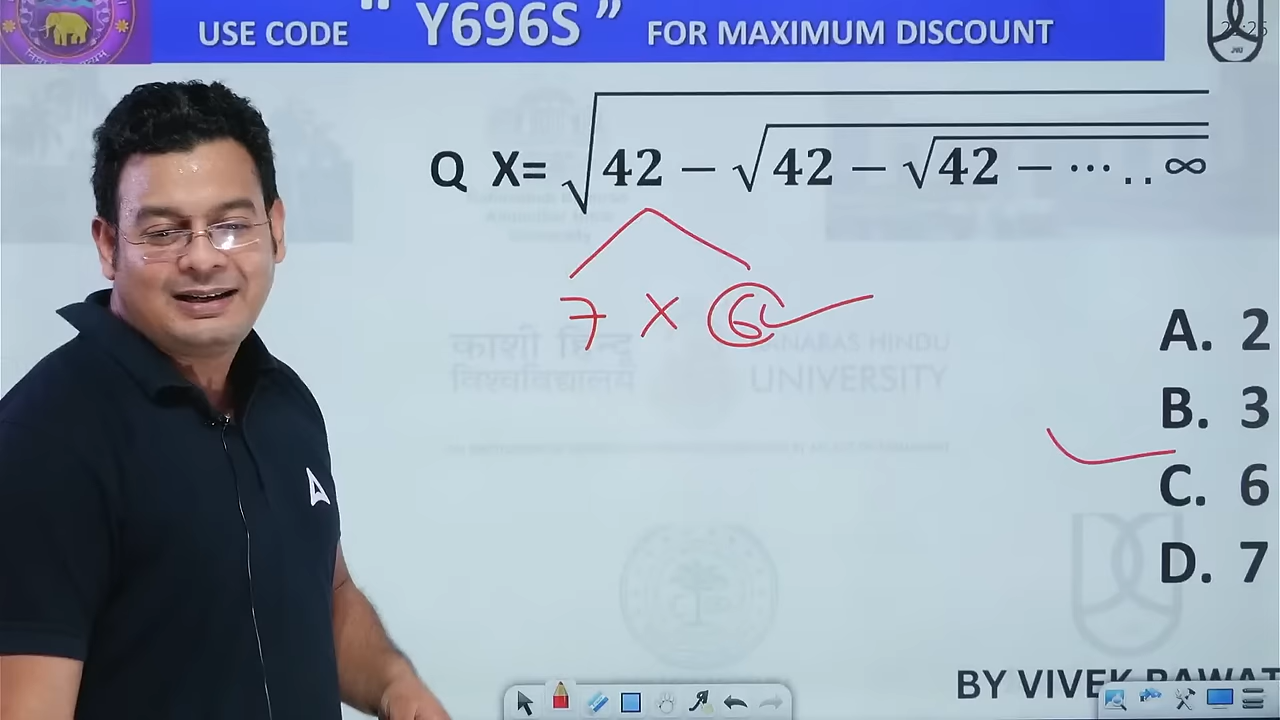 USE CODE " Y696S " FOR MAXIMUM DISCOUNT
Q X= √42 − √42 − √42 − ⋯ . . ∞
7 × 6
काशी हिन्दू
विश्वविद्यालय
BANARAS HINDU
UNIVERSITY
A. 2
B. 3
C. 6
D. 7
BY VIVEK RAWAT